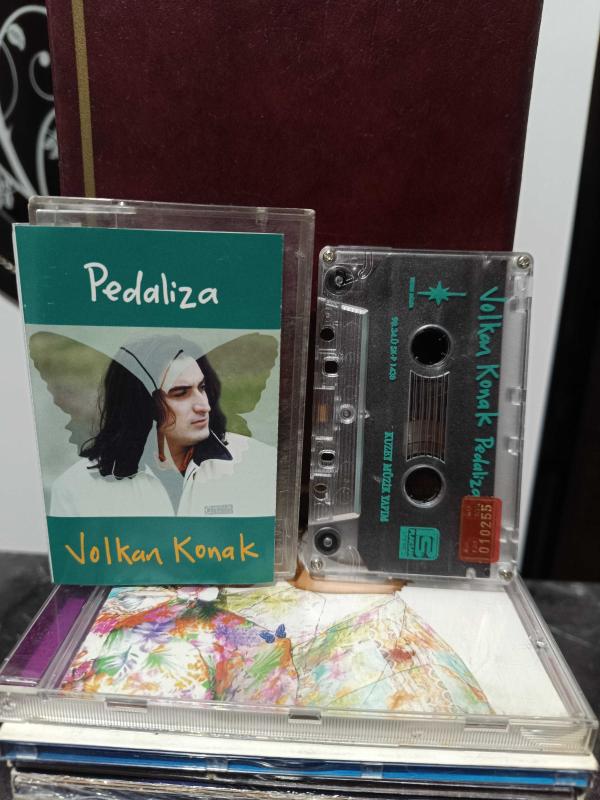 Pedaliza
Volkan Konak
Volkan Konak Pedaliza
KUZEY MÜZİK YAPIM
010255